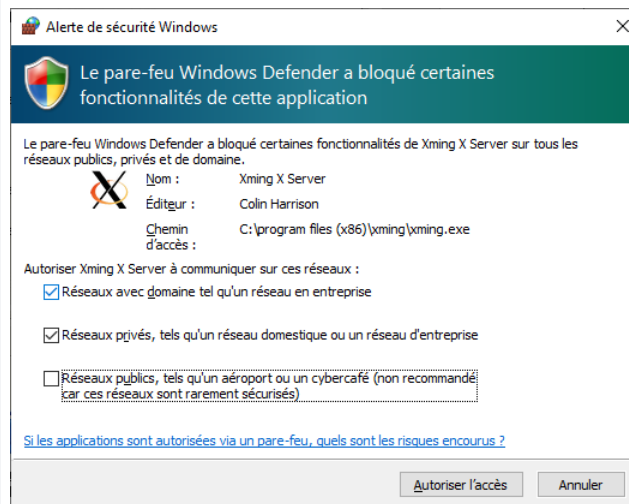 Alerte de sécurité Windows
Le pare-feu Windows Defender a bloqué certaines
fonctionnalités de cette application
Le pare-feu Windows Defender a bloqué certaines fonctionnalités de Xming X Server sur tous les
réseaux publics, privés et de domaine.
Nom : Xming X Server
Éditeur : Colin Harrison
Chemin C:\program files (x86)\xming\xming.exe
d'accès :
Autoriser Xming X Server à communiquer sur ces réseaux :
Réseaux avec domaine tel qu'un réseau en entreprise
Réseaux privés, tels qu'un réseau domestique ou un réseau d'entreprise
Réseaux publics, tels qu'un aéroport ou un cybercafé (non recommandé
car ces réseaux sont rarement sécurisés)
Si les applications sont autorisées via un pare-feu, quels sont les risques encourus ?
Autoriser l'accès Annuler